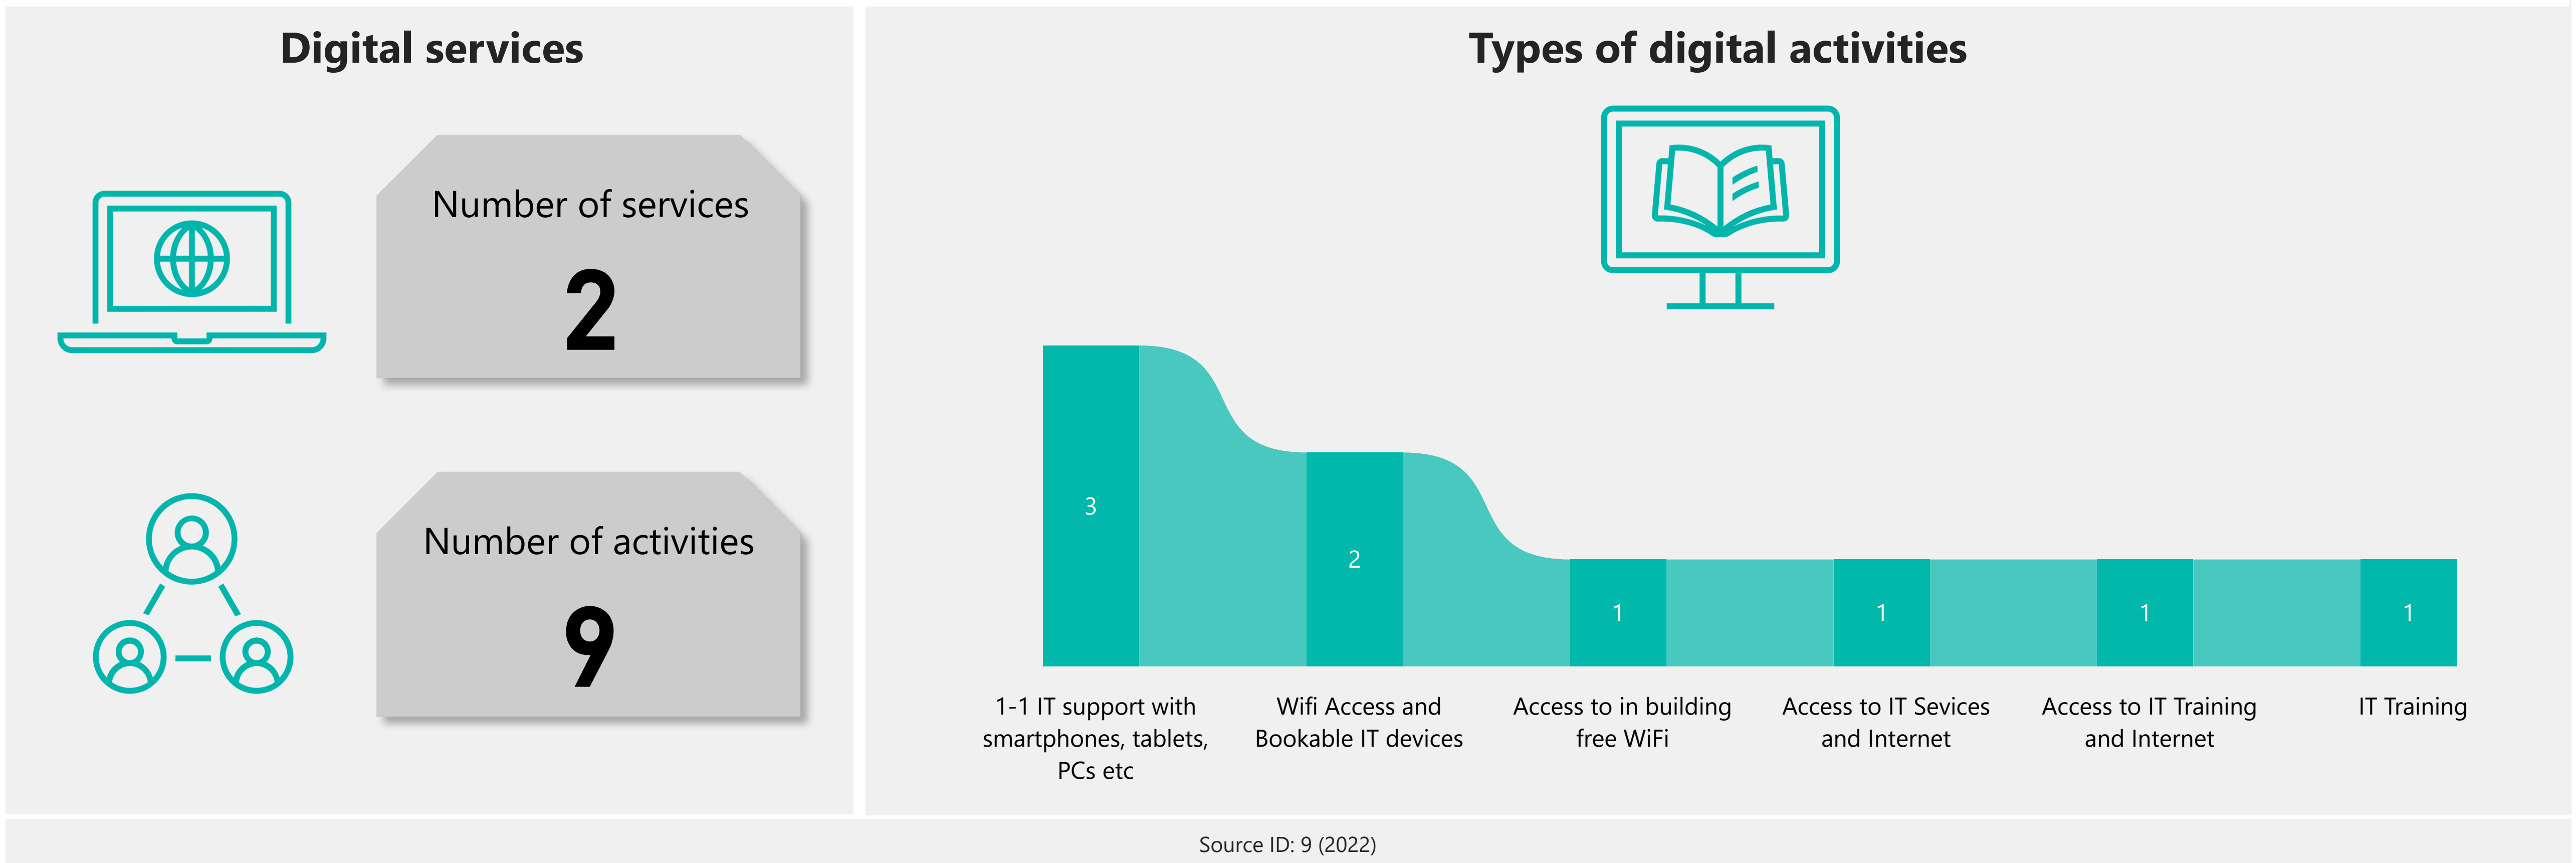 Digital services
Number of services
2
Number of activities
9
Types of digital activities
3
2
1
1
1
1
1-1 IT support with
smartphones, tablets,
PCs etc
Wifi Access and
Bookable IT devices
Access to in building
free WiFi
Access to IT Sevices
and Internet
Access to IT Training
and Internet
IT Training
Source ID: 9 (2022)